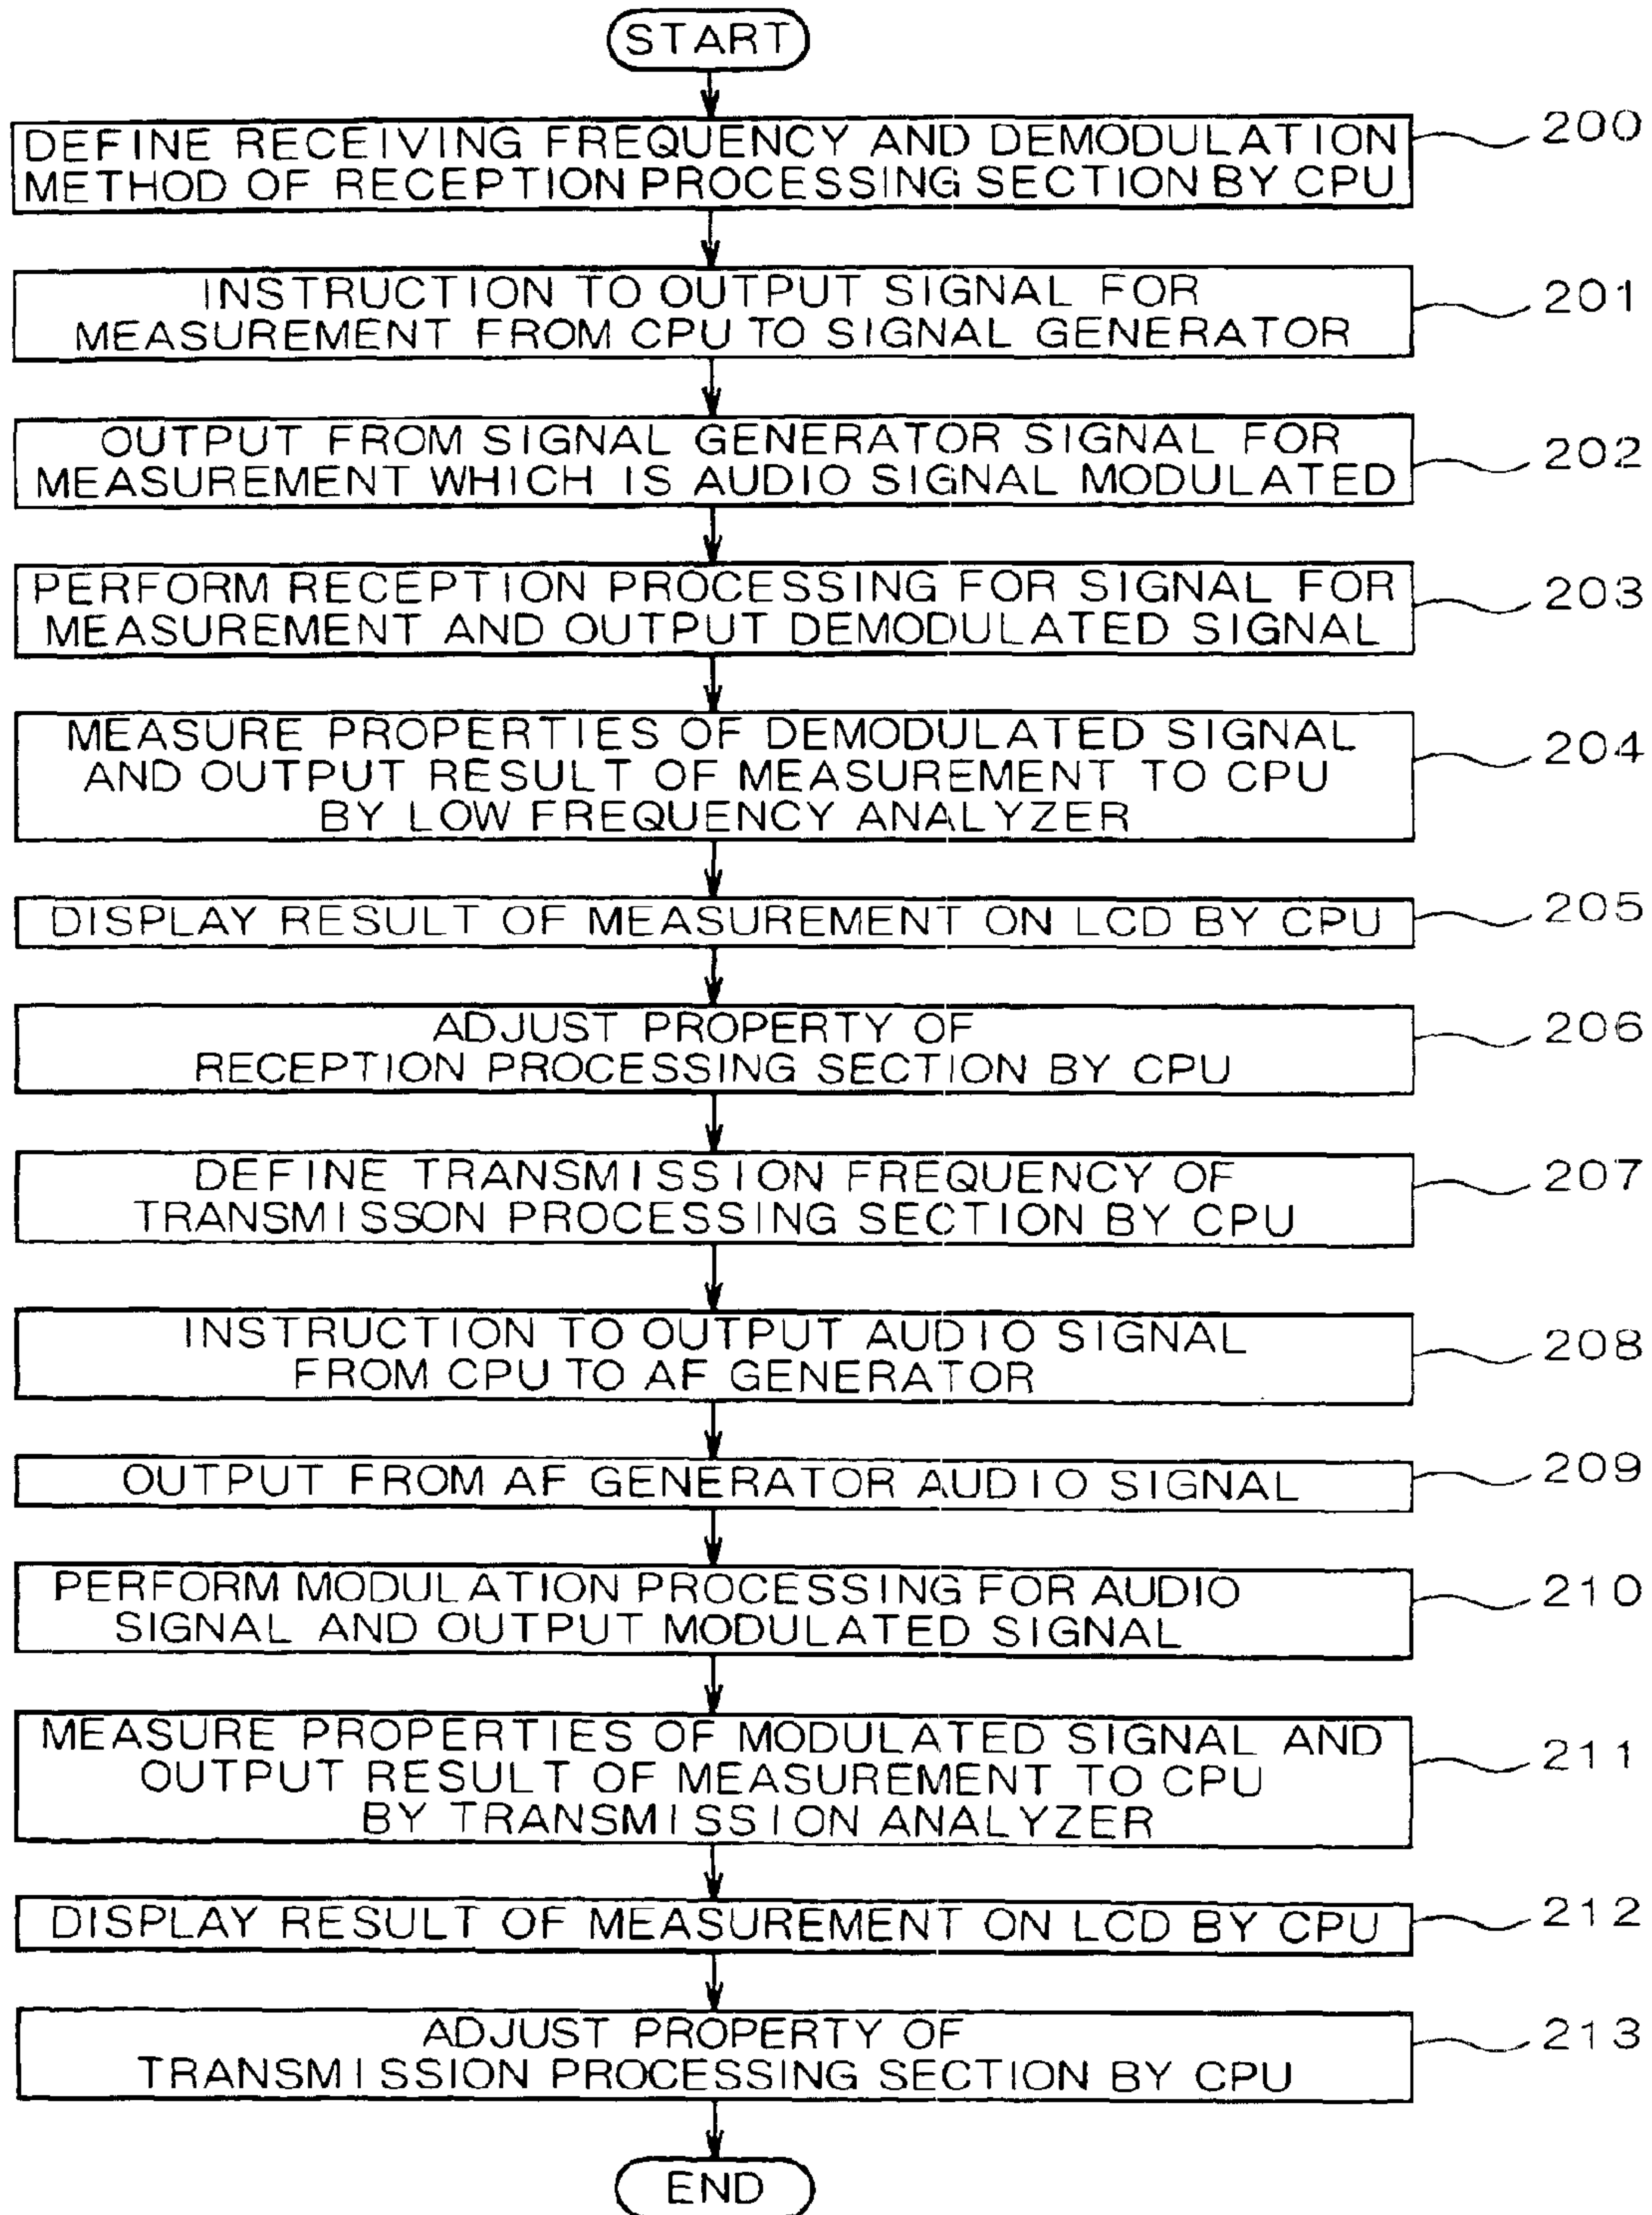 START
DEFINE RECEIVING FREQUENCY AND DEMODULATION
METHOD OF RECEPTION PROCESSING SECTION BY CPU
200
INSTRUCTION TO OUTPUT SIGNAL FOR
MEASUREMENT FROM CPU TO SIGNAL GENERATOR
201
OUTPUT FROM SIGNAL GENERATOR SIGNAL FOR
MEASUREMENT WHICH IS AUDIO SIGNAL MODULATED
202
PERFORM RECEPTION PROCESSING FOR SIGNAL FOR
MEASUREMENT AND OUTPUT DEMODULATED SIGNAL
203
MEASURE PROPERTIES OF DEMODULATED SIGNAL
AND OUTPUT RESULT OF MEASUREMENT TO CPU
BY LOW FREQUENCY ANALYZER
204
DISPLAY RESULT OF MEASUREMENT ON LCD BY CPU
205
ADJUST PROPERTY OF
RECEPTION PROCESSING SECTION BY CPU
206
DEFINE TRANSMISSION FREQUENCY OF
TRANSMISSON PROCESSING SECTION BY CPU
207
INSTRUCTION TO OUTPUT AUDIO SIGNAL
FROM CPU TO AF GENERATOR
208
OUTPUT FROM AF GENERATOR AUDIO SIGNAL
209
PERFORM MODULATION PROCESSING FOR AUDIO
SIGNAL AND OUTPUT MODULATED SIGNAL
210
MEASURE PROPERTIES OF MODULATED SIGNAL AND
OUTPUT RESULT OF MEASUREMENT TO CPU
BY TRANSMISSION ANALYZER
211
DISPLAY RESULT OF MEASUREMENT ON LCD BY CPU
212
ADJUST PROPERTY OF
TRANSMISSION PROCESSING SECTION BY CPU
213
END